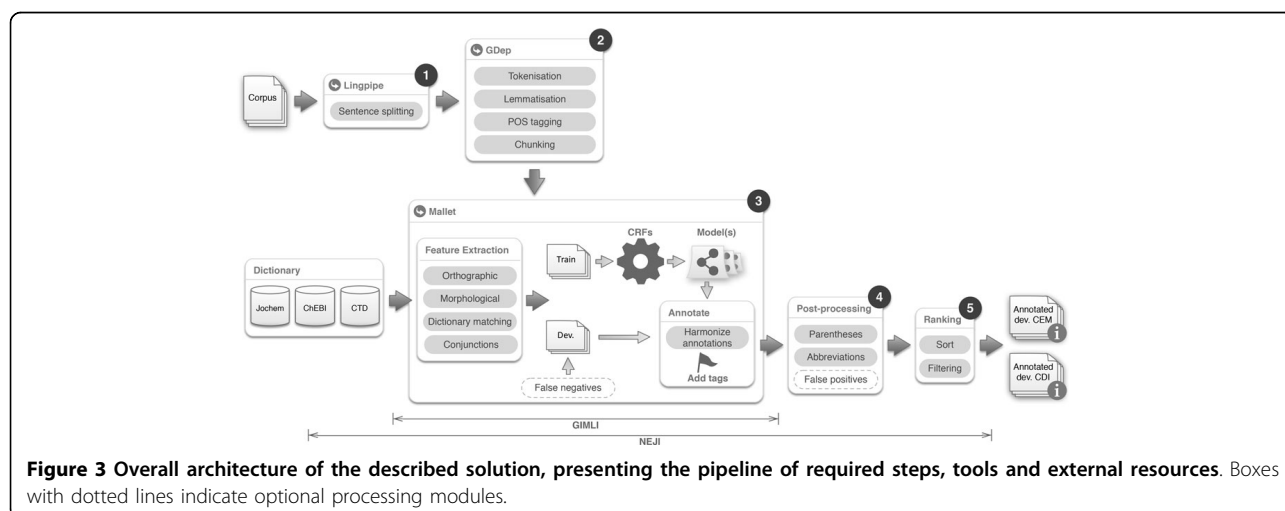 Corpus
1
Lingpipe
Sentence splitting
2
GDep
Tokenisation
Lemmatisation
POS tagging
Chunking
3
Mallet
Dictionary
Jochem
ChEBI
CTD
Feature Extraction
Orthographic
Morphological
Dictionary matching
Conjunctions
Train
CRFs
Model(s)
Dev.
False negatives
Annotate
Harmonize
annotations
Add tags
4
Post-processing
Parentheses
Abbreviations
False positives
5
Ranking
Sort
Filtering
Annotated
dev. CEM
i
Annotated
dev. CDI
i
GIMLI
NEJI
Figure 3 Overall architecture of the described solution, presenting the pipeline of required steps, tools and external resources. Boxes
with dotted lines indicate optional processing modules.